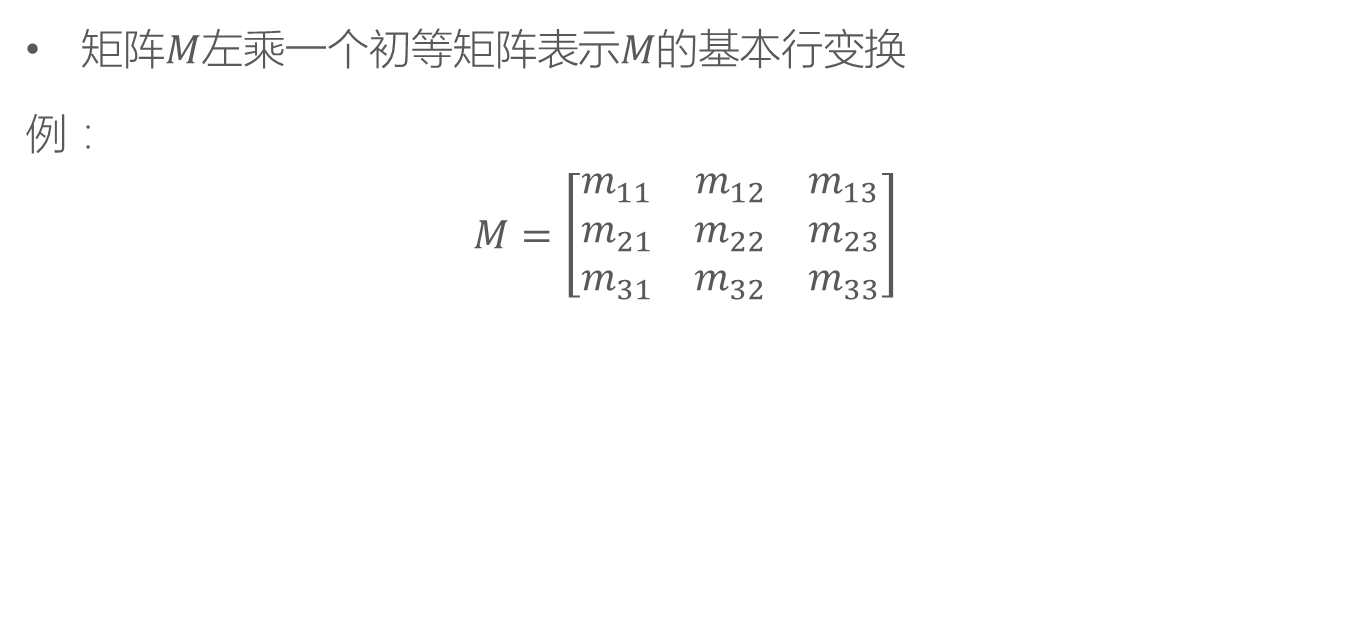 • 矩阵𝑀左乘一个初等矩阵表示𝑀的基本行变换
例：
𝑚₁₁ 𝑚₁₂ 𝑚₁₃
𝑀 = 𝑚₂₁ 𝑚₂₂ 𝑚₂₃
𝑚₃₁ 𝑚₃₂ 𝑚₃₃